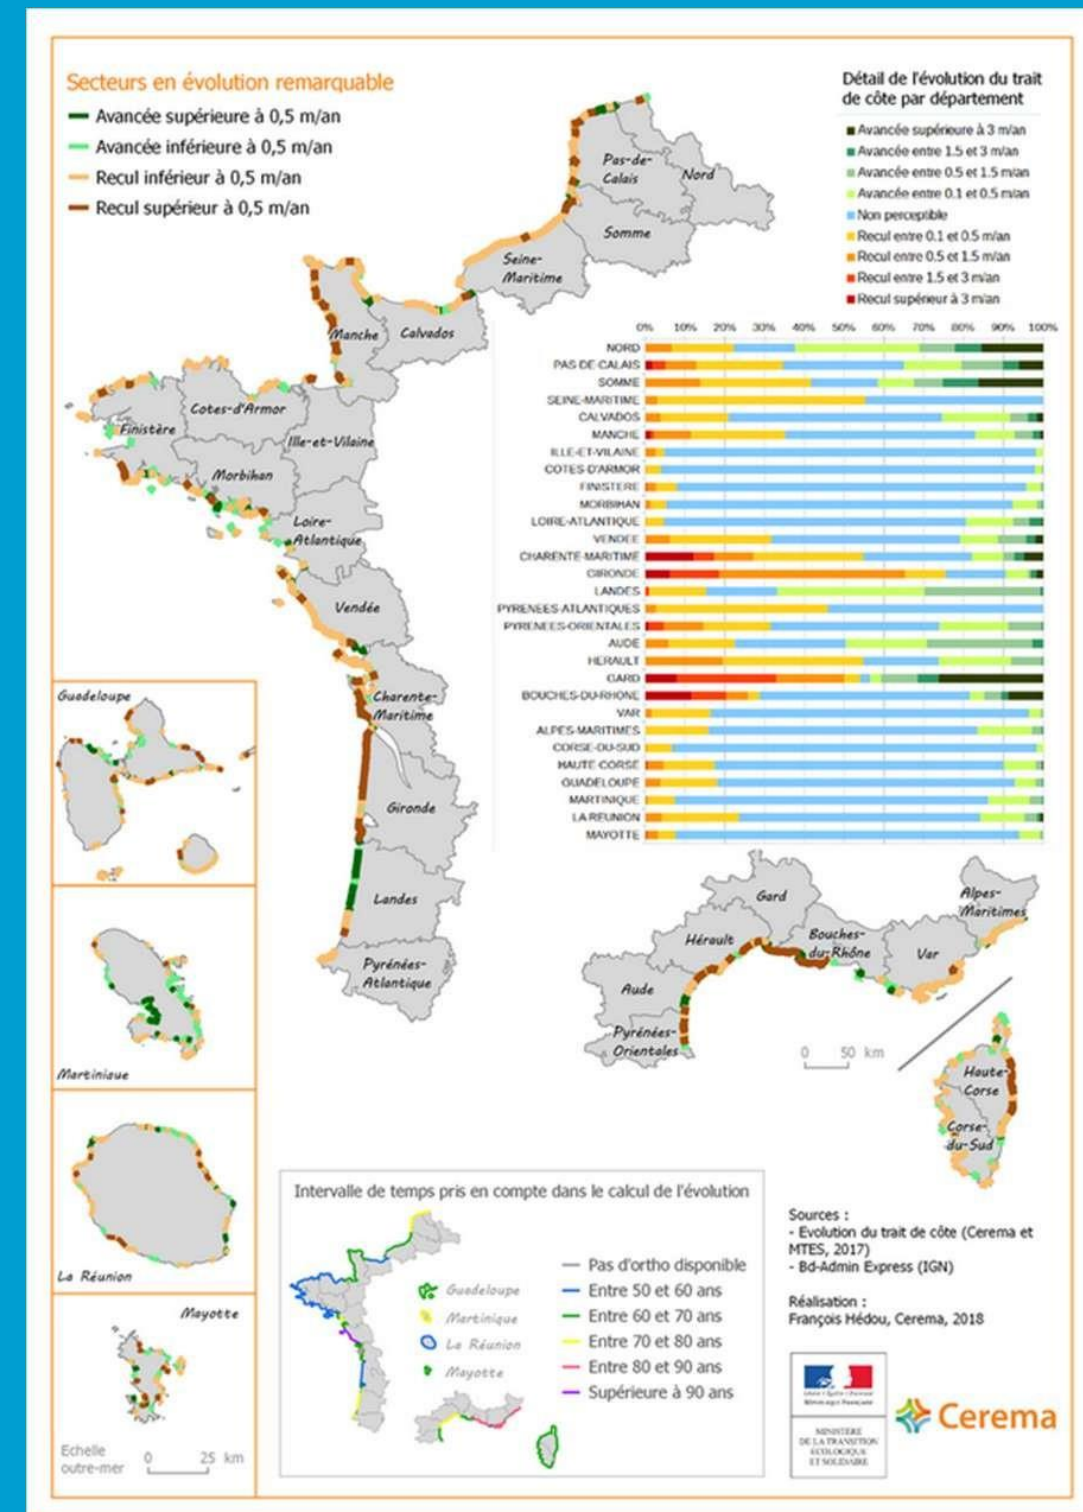 Secteurs en évolution remarquable
Avancée supérieure à 0,5 m/an
Avancée inférieure à 0,5 m/an
Recul inférieur à 0,5 m/an
Recul supérieur à 0,5 m/an
Détail de l'évolution du trait
de côte par département
Avancée supérieure à 3 m/an
Avancée entre 1.5 et 3 m/an
Avancée entre 0.5 et 1.5 m/an
Avancée entre 0.1 et 0.5 m/an
Non perceptible
Recul entre 0.1 et 0.5 m/an
Recul entre 0.5 et 1.5 m/an
Recul entre 1.5 et 3 m/an
Recul supérieur à 3 m/an
Pas-de-
Calais
Nord
Somme
Seine-
Maritime
Manche
Calvados
Cotes-d'Armor
Finistère
Ille-et-Vilaine
Morbihan
Loire-
Atlantique
Vendée
Charente-
Maritime
Gironde
Landes
Pyrénées-
Atlantique
0% 10% 20% 30% 40% 50% 60% 70% 80% 90% 100%
NORD
PAS-DE-CALAIS
SOMME
SEINE-MARITIME
CALVADOS
MANCHE
ILLE-ET-VILAINE
COTES-D'ARMOR
FINISTERE
MORBIHAN
LOIRE-ATLANTIQUE
VENDEE
CHARENTE-MARITIME
GIRONDE
LANDES
PYRENEES-ATLANTIQUES
PYRENEES-ORIENTALES
AUDE
HERAULT
GARD
BOUCHES-DU-RHONE
VAR
ALPES-MARITIMES
CORSE-DU-SUD
HAUTE-CORSE
GUADELOUPE
MARTINIQUE
LA REUNION
MAYOTTE
Guadeloupe
Martinique
La Réunion
Mayotte
Echelle
outre-mer
0 25 km
Gard
Alpes-
Maritimes
Hérault
Bouches-
du-Rhône
Var
Aude
Pyrénées-
Orientales
0 50 km
Haute-
Corse
Corse-
du-Sud
Intervalle de temps pris en compte dans le calcul de l'évolution
Guadeloupe
Martinique
La Réunion
Mayotte
Pas d'ortho disponible
Entre 50 et 60 ans
Entre 60 et 70 ans
Entre 70 et 80 ans
Entre 80 et 90 ans
Supérieure à 90 ans
Sources :
- Evolution du trait de côte (Cerema et
MTES, 2017)
- Bd-Admin Express (IGN)
Réalisation :
François Hédou, Cerema, 2018
Liberté • Égalité • Fraternité
RÉPUBLIQUE FRANÇAISE
MINISTÈRE
DE LA TRANSITION
ÉCOLOGIQUE
ET SOLIDAIRE
Cerema